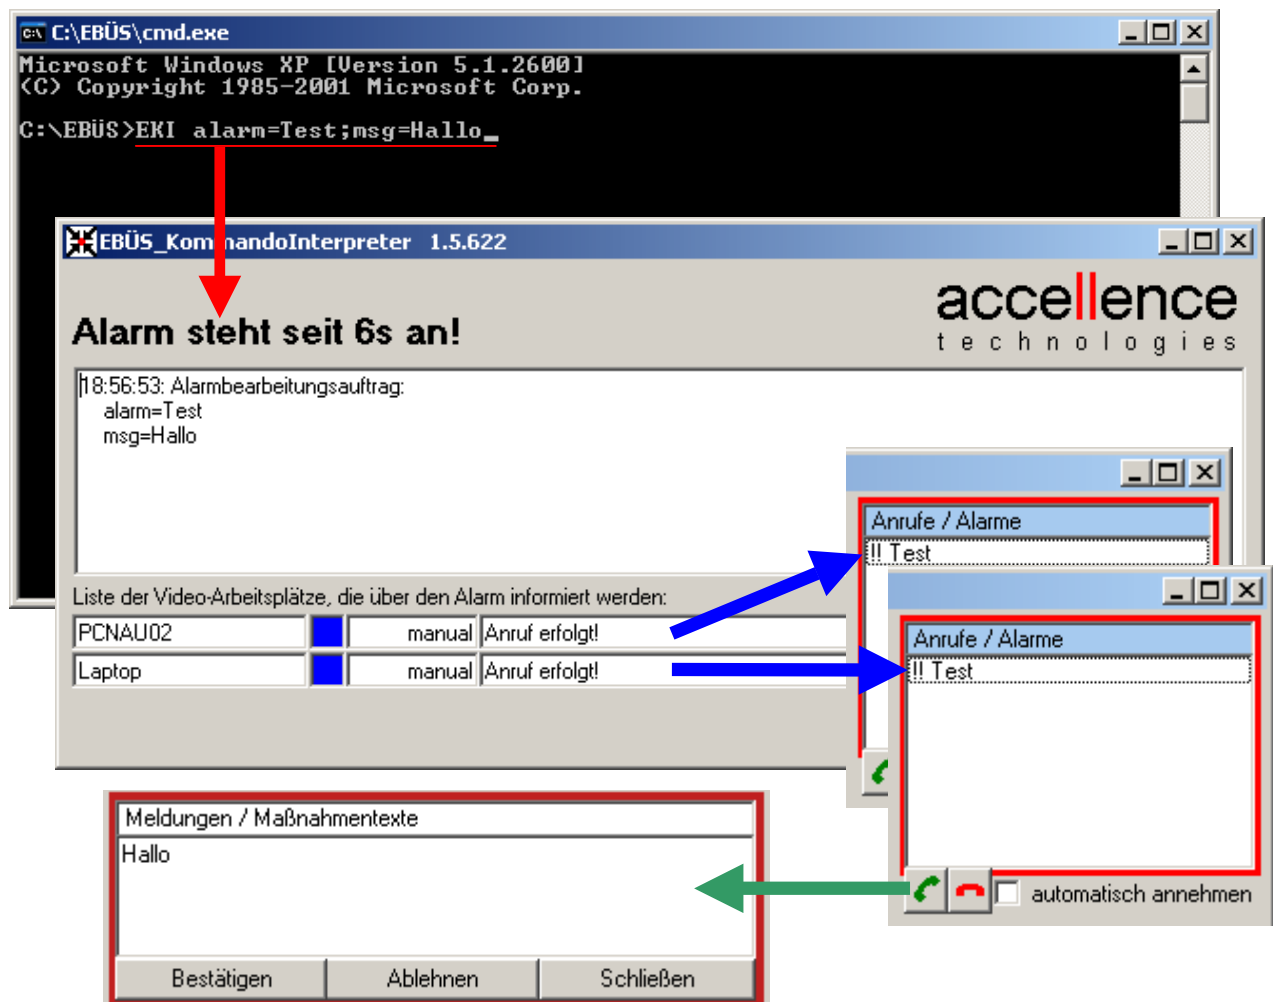 C:\EBÜS\cmd.exe
Microsoft Windows XP [Version 5.1.2600]
(C) Copyright 1985-2001 Microsoft Corp.
C:\EBÜS>EKI alarm=Test;msg=Hallo_
EBÜS_KommandoInterpreter 1.5.622
accellence
technologies
Alarm steht seit 6s an!
18:56:53: Alarmbearbeitungsauftrag:
alarm=Test
msg=Hallo
Liste der Video-Arbeitsplätze, die über den Alarm informiert werden:
PCNAU02 manual Anruf erfolgt!
Laptop manual Anruf erfolgt!
Anrufe / Alarme
!! Test
Anrufe / Alarme
!! Test
automatisch annehmen
Meldungen / Maßnahmentexte
Hallo
Bestätigen Ablehnen Schließen